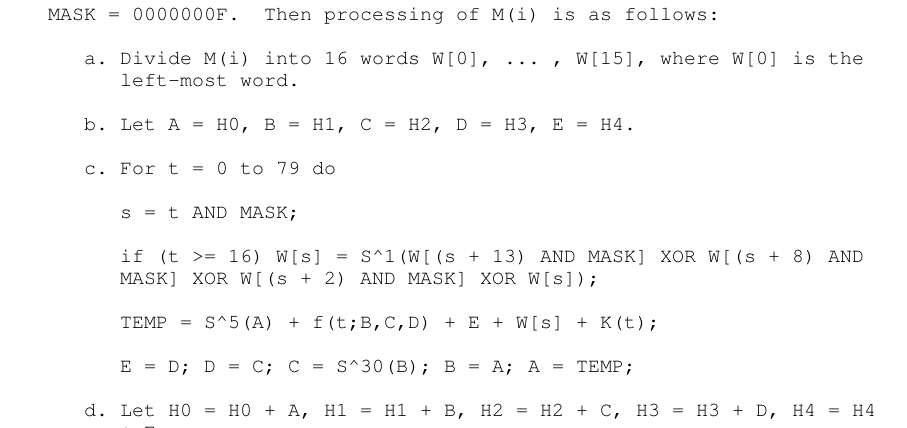 MASK = 0000000F.  Then processing of M(i) is as follows:
a. Divide M(i) into 16 words W[0], ... , W[15], where W[0] is the
left-most word.
b. Let A = H0, B = H1, C = H2, D = H3, E = H4.
c. For t = 0 to 79 do
s = t AND MASK;
if (t >= 16) W[s] = S^1(W[(s + 13) AND MASK] XOR W[(s + 8) AND
MASK] XOR W[(s + 2) AND MASK] XOR W[s]);
TEMP = S^5(A) + f(t;B,C,D) + E + W[s] + K(t);
E = D; D = C; C = S^30(B); B = A; A = TEMP;
d. Let H0 = H0 + A, H1 = H1 + B, H2 = H2 + C, H3 = H3 + D, H4 = H4